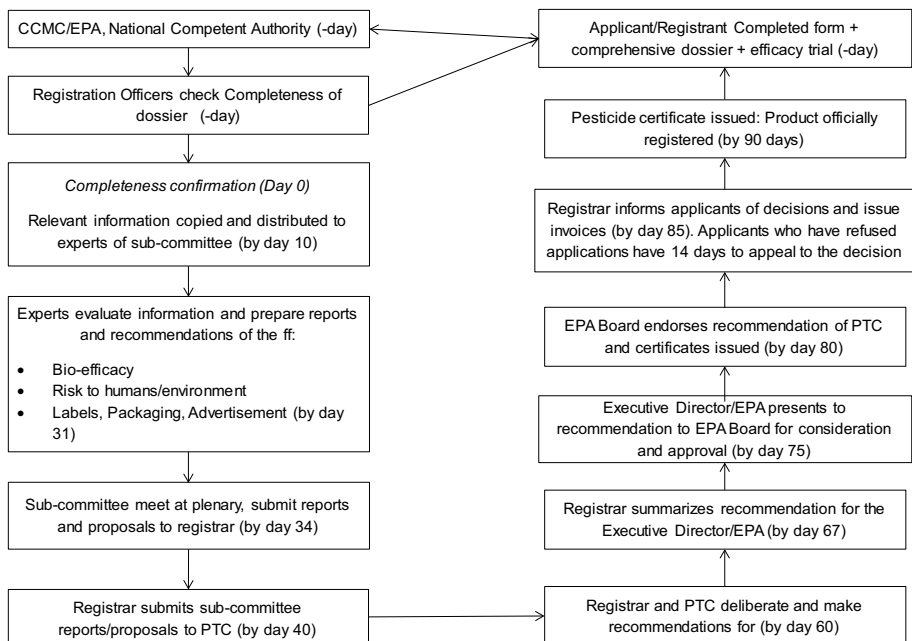 CCMC/EPA, National Competent Authority (-day)
Registration Officers check Completeness of
dossier (-day)
Completeness confirmation (Day 0)
Relevant information copied and distributed to
experts of sub-committee (by day 10)
Experts evaluate information and prepare reports
and recommendations of the ff:
• Bio-efficacy
• Risk to humans/environment
• Labels, Packaging, Advertisement (by day
31)
Sub-committee meet at plenary, submit reports
and proposals to registrar (by day 34)
Registrar submits sub-committee
reports/proposals to PTC (by day 40)
Registrar and PTC deliberate and make
recommendations for (by day 60)
Registrar summarizes recommendation for the
Executive Director/EPA (by day 67)
Executive Director/EPA presents to
recommendation to EPA Board for consideration
and approval (by day 75)
EPA Board endorses recommendation of PTC
and certificates issued (by day 80)
Registrar informs applicants of decisions and issue
invoices (by day 85). Applicants who have refused
applications have 14 days to appeal to the decision
Pesticide certificate issued: Product officially
registered (by 90 days)
Applicant/Registrant Completed form +
comprehensive dossier + efficacy trial (-day)